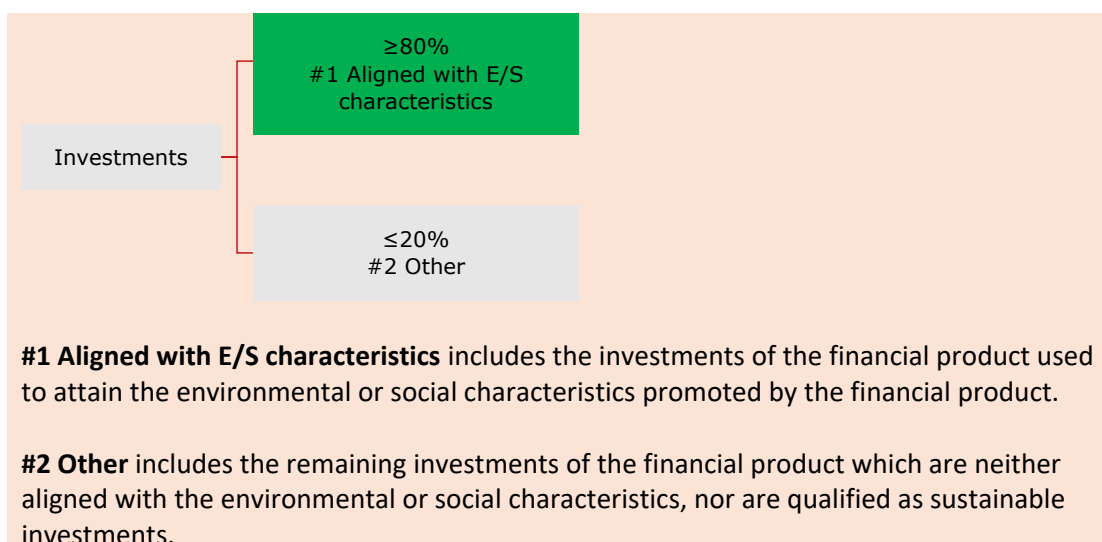 ≥80%
#1 Aligned with E/S
characteristics
Investments
≤20%
#2 Other
#1 Aligned with E/S characteristics includes the investments of the financial product used
to attain the environmental or social characteristics promoted by the financial product.
#2 Other includes the remaining investments of the financial product which are neither
aligned with the environmental or social characteristics, nor are qualified as sustainable
investments.